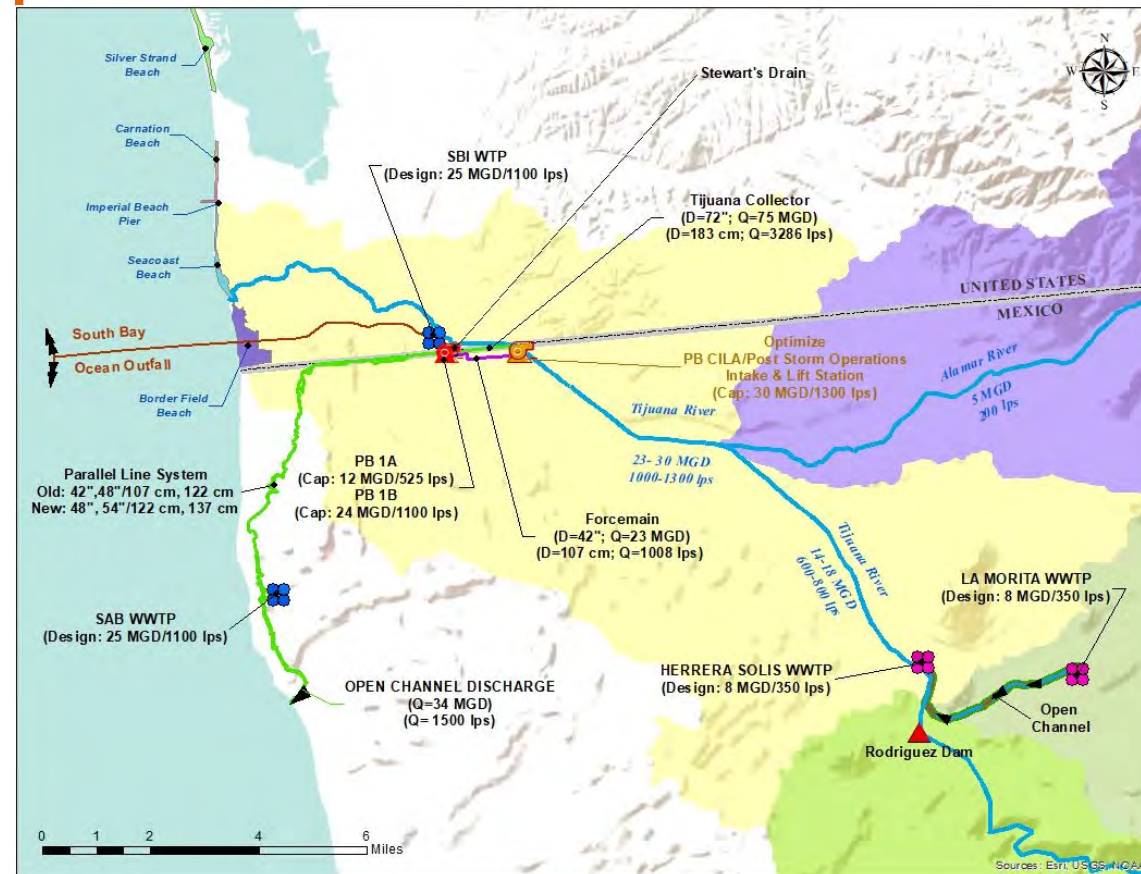 Silver Strand
Beach
Carnation
Beach
Imperial Beach
Pier
Seacoast
Beach
Stewart's Drain
N
W
E
S
SBI WTP
(Design: 25 MGD/1100 lps)
Tijuana Collector
(D=72"; Q=75 MGD)
(D=183 cm; Q=3286 lps)
UNITED STATES
MEXICO
South Bay
Ocean Outfall
Border Field
Beach
Optimize
PB CILA/Post Storm Operations
Intake & Lift Station
(Cap: 30 MGD/1300 lps)
Alamar River
5 MGD
200 lps
Tijuana River
23- 30 MGD
1000-1300 lps
Parallel Line System
Old: 42",48"/107 cm, 122 cm
New: 48", 54"/122 cm, 137 cm
PB 1A
(Cap: 12 MGD/525 lps)
PB 1B
(Cap: 24 MGD/1100 lps)
Forcemain
(D=42"; Q=23 MGD)
(D=107 cm; Q=1008 lps)
Tijuana River
14-18 MGD
600-800 lps
LA MORITA WWTP
(Design: 8 MGD/350 lps)
SAB WWTP
(Design: 25 MGD/1100 lps)
HERRERA SOLIS WWTP
(Design: 8 MGD/350 lps)
OPEN CHANNEL DISCHARGE
(Q=34 MGD)
(Q= 1500 lps)
Open
Channel
Rodriguez Dam
0 1 2 4 6
Miles
Sources: Esri, USGS, NOAA